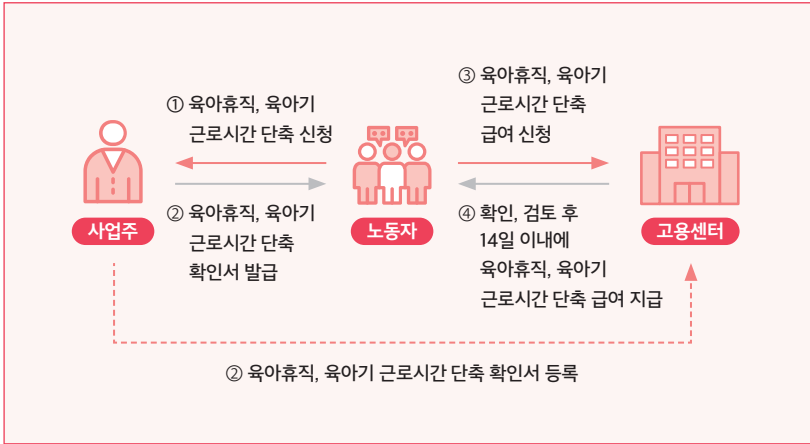 ① 육아휴직, 육아기
근로시간 단축 신청
③ 육아휴직, 육아기
근로시간 단축
급여 신청
사업주
② 육아휴직, 육아기
근로시간 단축
확인서 발급
노동자
④ 확인, 검토 후
14일 이내에
육아휴직, 육아기
근로시간 단축 급여 지급
고용센터
② 육아휴직, 육아기 근로시간 단축 확인서 등록